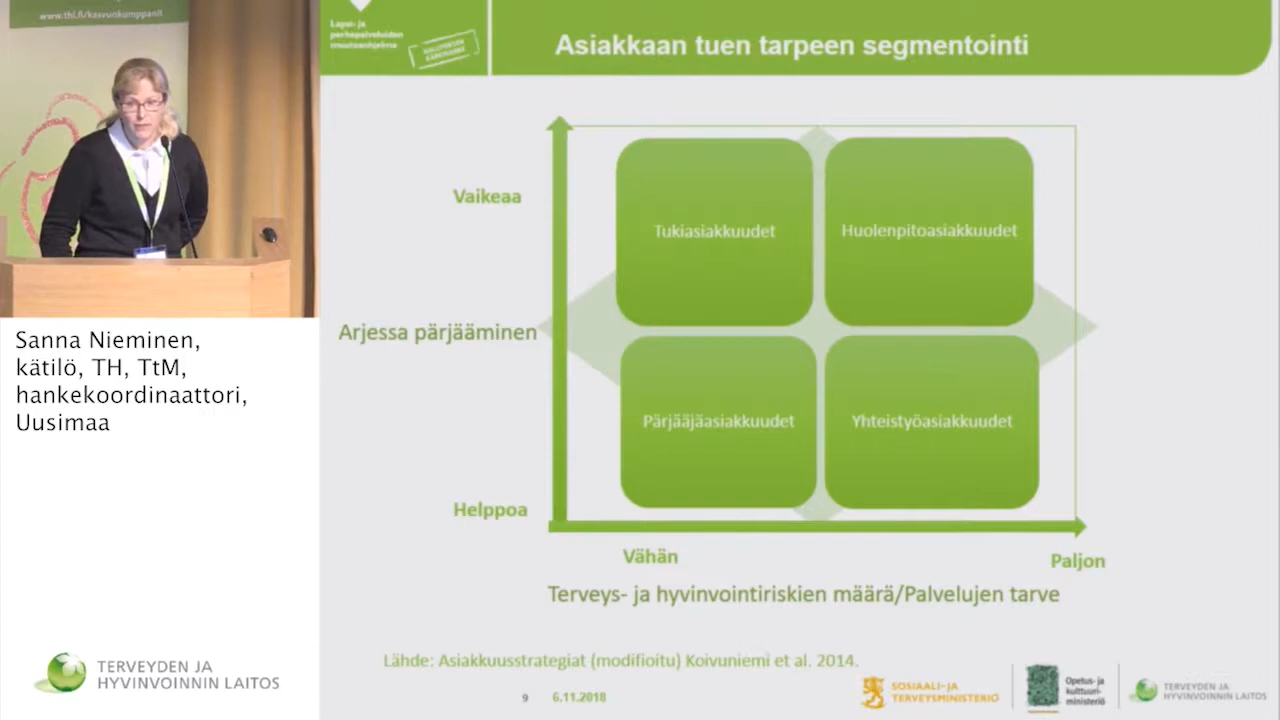 www.thl.fi/kasvunkumppanit
Lapsi- ja
perhepalveluiden
muutosohjelma
HALLITUKSEN
KÄRKIHANKE
Asiakkaan tuen tarpeen segmentointi
Vaikeaa
Tukiasiakkuudet
Huolenpitoasiakkuudet
Arjessa pärjääminen
Pärjääjäasiakkuudet
Yhteistyöasiakkuudet
Helppoa
Vähän
Paljon
Terveys- ja hyvinvointiriskien määrä/Palvelujen tarve
Lähde: Asiakkuusstrategiat (modifioitu) Koivuniemi et al. 2014.
9 6.11.2018
SOSIAALI- JA
TERVEYSMINISTERIÖ
Opetus- ja
kulttuuri-
ministeriö
TERVEYDEN JA
HYVINVOINNIN LAITOS
Sanna Nieminen,
kätilö, TH, TtM,
hankekoordinaattori,
Uusimaa
TERVEYDEN JA
HYVINVOINNIN LAITOS